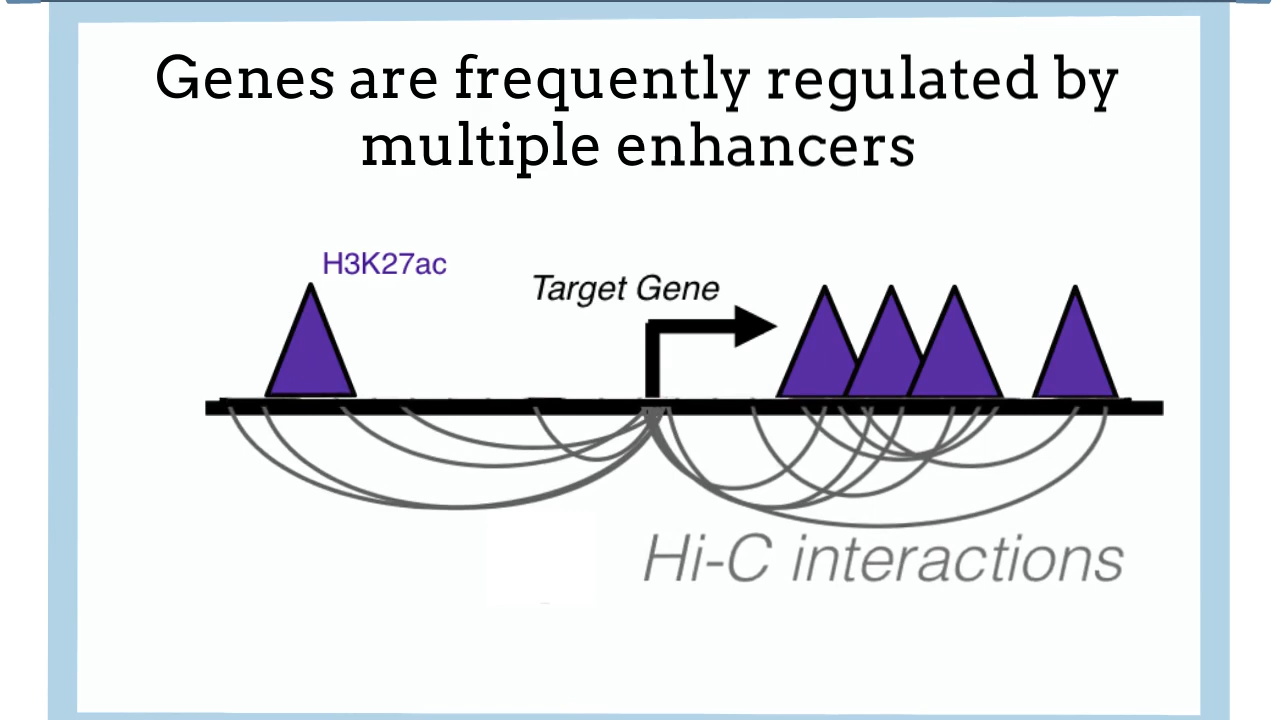 Genes are frequently regulated by
multiple enhancers
H3K27ac
Target Gene
Hi-C interactions